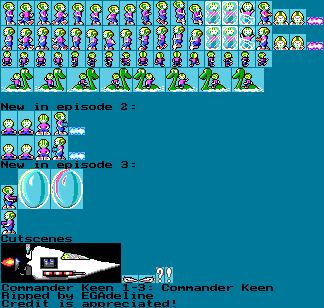 New in episode 2:
New in episode 3:
Cutscenes
Commander Keen 1-3: Commander Keen
Ripped by EGAdeline
Credit is appreciated!